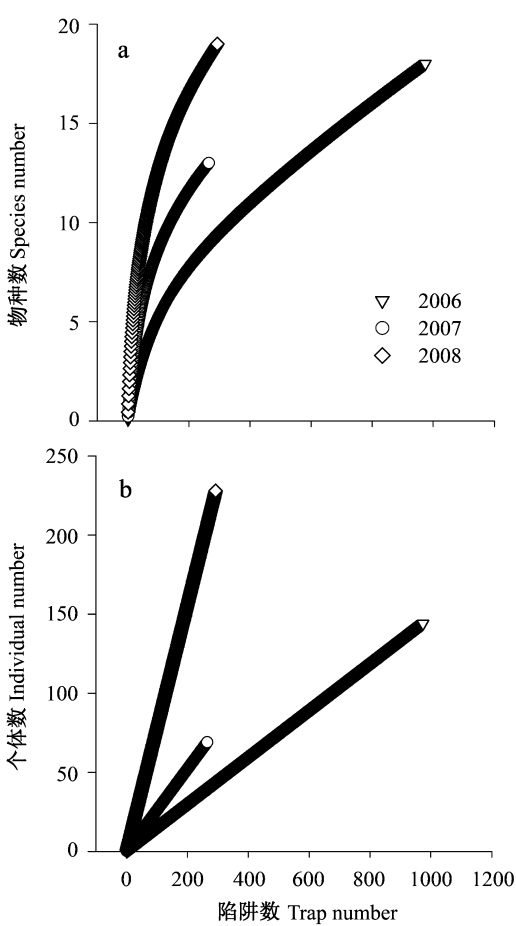 20
a
15
10
5
0
物种数 Species number
2006
2007
2008
250
b
200
150
100
50
0
个体数 Individual number
0 200 400 600 800 1000 1200
陷阱数 Trap number